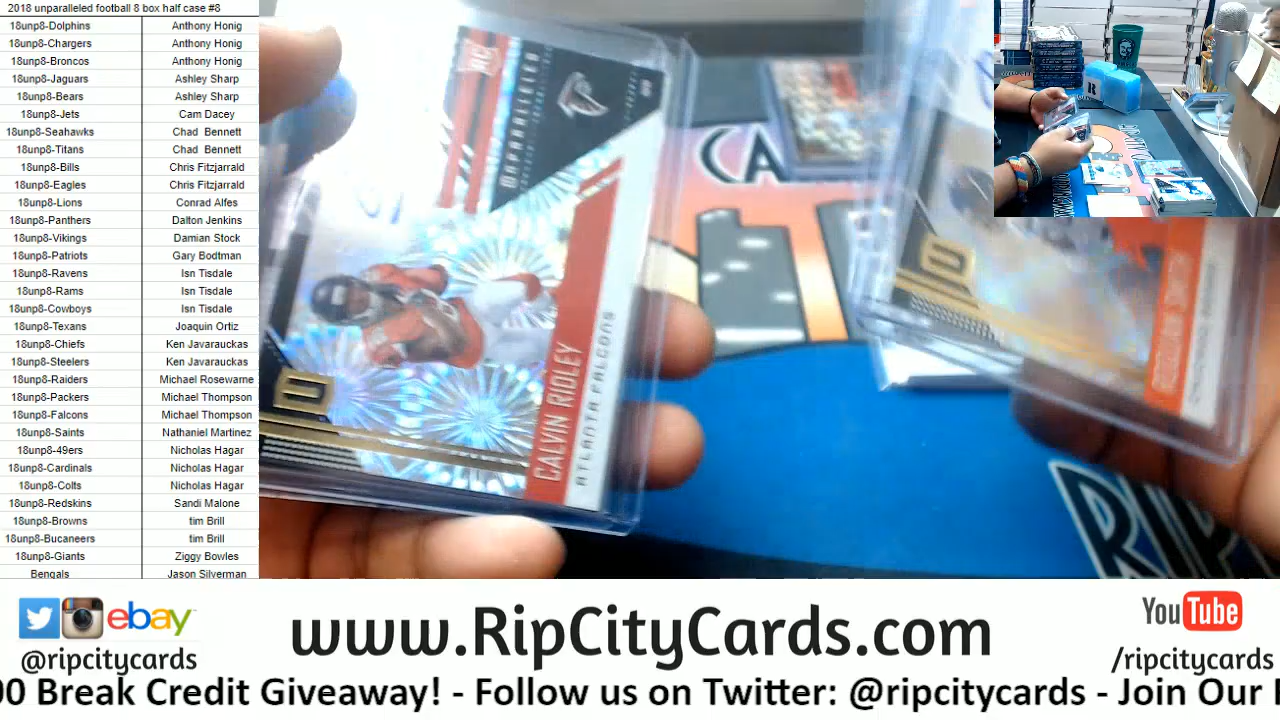 2018 unparalleled football 8 box half case #8
18unp8-Dolphins Anthony Honig
18unp8-Chargers Anthony Honig
18unp8-Broncos Anthony Honig
18unp8-Jaguars Ashley Sharp
18unp8-Bears Ashley Sharp
18unp8-Jets Cam Dacey
18unp8-Seahawks Chad Bennett
18unp8-Titans Chad Bennett
18unp8-Bills Chris Fitzjarrald
18unp8-Eagles Chris Fitzjarrald
18unp8-Lions Conrad Alfes
18unp8-Panthers Dalton Jenkins
18unp8-Vikings Damian Stock
18unp8-Patriots Gary Bodtman
18unp8-Ravens Isn Tisdale
18unp8-Rams Isn Tisdale
18unp8-Cowboys Isn Tisdale
18unp8-Texans Joaquin Ortiz
18unp8-Chiefs Ken Javarauckas
18unp8-Steelers Ken Javarauckas
18unp8-Raiders Michael Rosewarne
18unp8-Packers Michael Thompson
18unp8-Falcons Michael Thompson
18unp8-Saints Nathaniel Martinez
18unp8-49ers Nicholas Hagar
18unp8-Cardinals Nicholas Hagar
18unp8-Colts Nicholas Hagar
18unp8-Redskins Sandi Malone
18unp8-Browns tim Brill
18unp8-Bucaneers tim Brill
18unp8-Giants Ziggy Bowles
Bengals Jason Silverman
UNPARALLELED
CALVIN RIDLEY
ATLANTA FALCONS
CA
RIP
ebay
@ripcitycards
www.RipCityCards.com
YouTube
/ripcitycards
00 Break Credit Giveaway! - Follow us on Twitter: @ripcitycards - Join Our